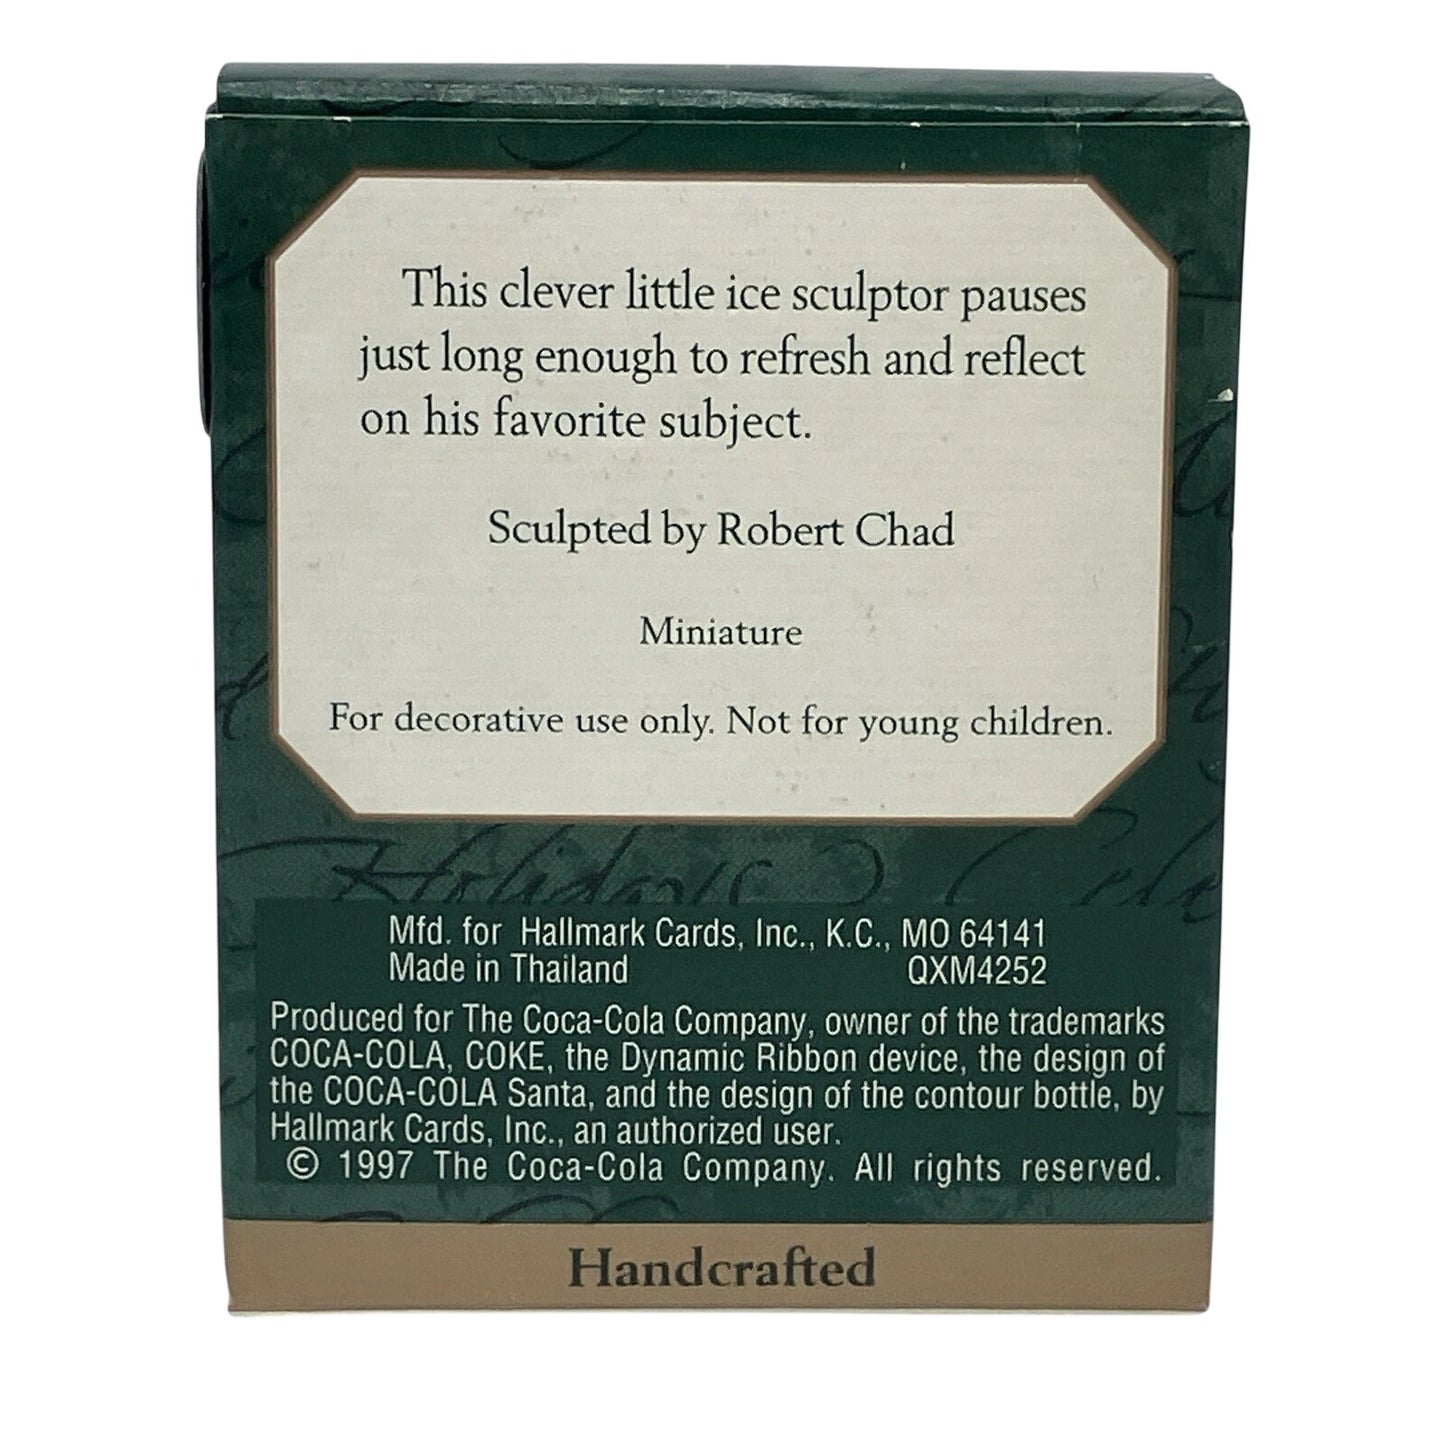 This clever little ice sculptor pauses
just long enough to refresh and reflect
on his favorite subject.
Sculpted by Robert Chad
Miniature
For decorative use only. Not for young children.
Holidays
Mfd. for Hallmark Cards, Inc., K.C., MO 64141
Made in Thailand QXM4252
Produced for The Coca-Cola Company, owner of the trademarks
COCA-COLA, COKE, the Dynamic Ribbon device, the design of
the COCA-COLA Santa, and the design of the contour bottle, by
Hallmark Cards, Inc., an authorized user.
© 1997 The Coca-Cola Company. All rights reserved.
Handcrafted